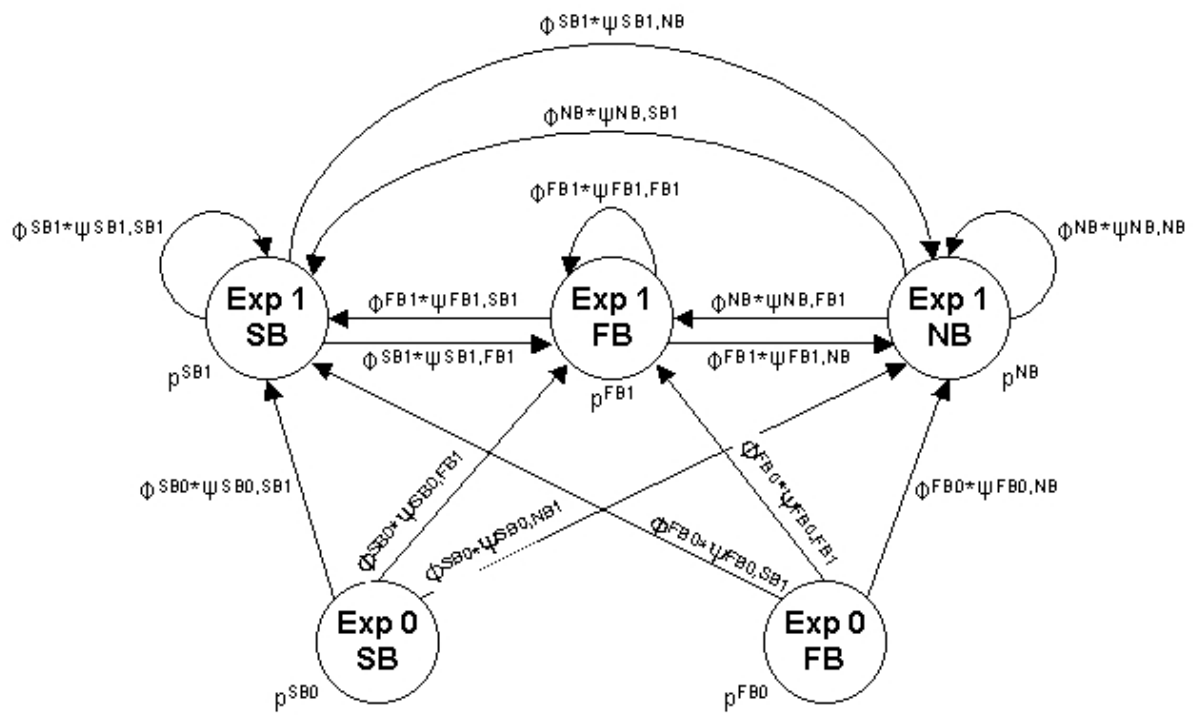 ΦSB1*ΨSB1,NB
ΦNB*ΨNB,SB1
ΦFB1*ΨFB1,FB1
ΦSB1*ΨSB1,SB1
ΦNB*ΨNB,NB
Exp 1
SB
ΦFB1*ΨFB1,SB1
ΦSB1*ΨSB1,FB1
Exp 1
FB
ΦNB*ΨNB,FB1
ΦFB1*ΨFB1,NB
Exp 1
NB
pSB1
pFB1
pNB
ΦSB0*ΨSB0,SB1
ΦSB0*ΨSB0,FB1
ΦSB0*ΨSB0,NB1
ΦFB0*ΨFB0,SB1
ΦFB0*ΨFB0,FB1
ΦFB0*ΨFB0,NB
Exp 0
SB
pSB0
Exp 0
FB
pFB0